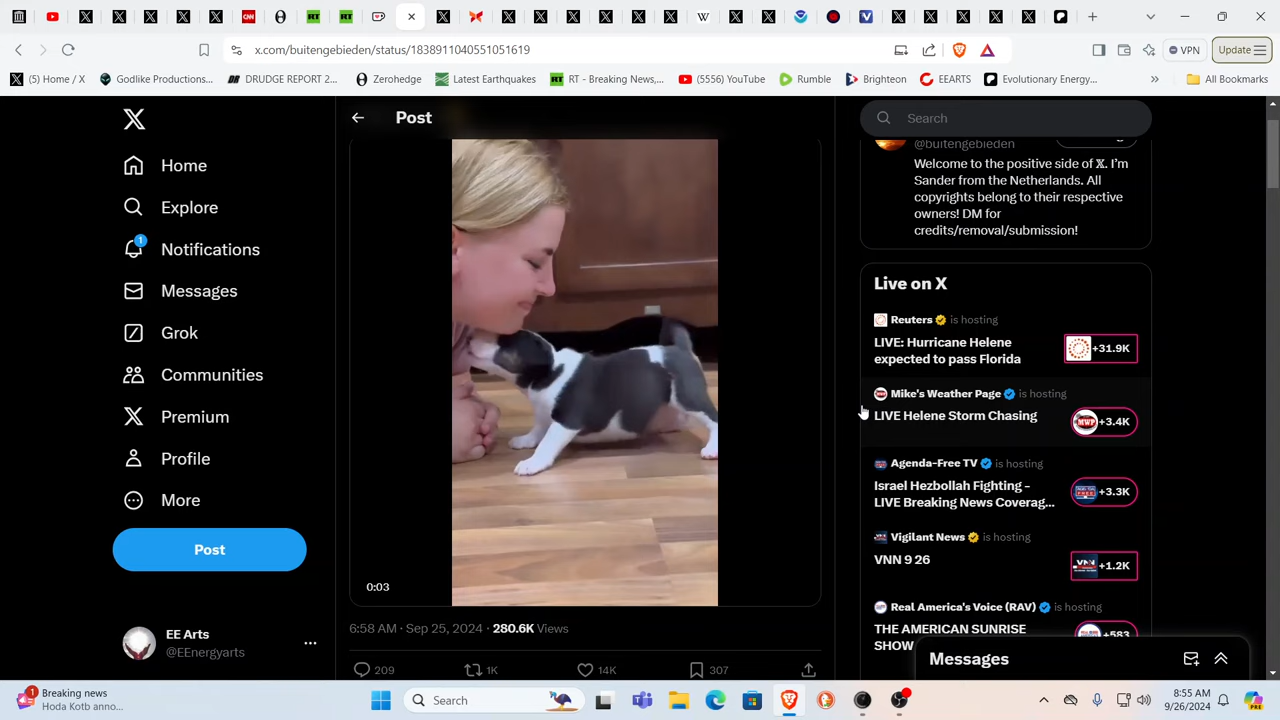 x.com/buitengebieden/status/1838911040551051619
VPN
Update
(5) Home / X
Godlike Productions...
DRUDGE REPORT 2...
Zerohedge
Latest Earthquakes
RT - Breaking News,...
(5556) YouTube
Rumble
Brighteon
EEARTS
Evolutionary Energy...
All Bookmarks
Home
Explore
1
Notifications
Messages
Grok
Communities
Premium
Profile
More
Post
EE Arts
@EEnergyarts
Post
0:03
6:58 AM · Sep 25, 2024 · 280.6K Views
209
1K
14K
307
Search
@buitengebieden
Welcome to the positive side of 𝕏. I'm
Sander from the Netherlands. All
copyrights belong to their respective
owners! DM for
credits/removal/submission!
Live on X
Reuters is hosting
LIVE: Hurricane Helene
expected to pass Florida
+31.9K
Mike's Weather Page is hosting
LIVE Helene Storm Chasing
+3.4K
Agenda-Free TV is hosting
Israel Hezbollah Fighting -
LIVE Breaking News Coverag...
+3.3K
Vigilant News is hosting
VNN 9 26
+1.2K
Real America's Voice (RAV) is hosting
THE AMERICAN SUNRISE
SHOW
+583
Messages
1
Breaking news
Hoda Kotb anno...
Search
8:55 AM
9/26/2024